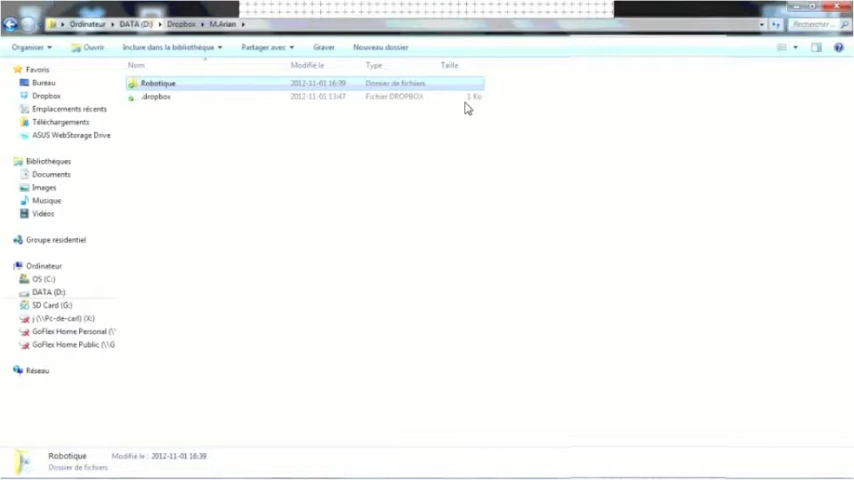 Ordinateur ▸ DATA (D:) ▸ Dropbox ▸ M.Arian ▸ Rechercher ...
Organiser Ouvrir Inclure dans la bibliothèque Partager avec Graver Nouveau dossier
Nom Modifié le Type Taille
Favoris
Bureau
Dropbox
Emplacements récents
Téléchargements
ASUS WebStorage Drive
Robotique 2012-11-01 16:39 Dossier de fichiers
.dropbox 2012-11-01 13:47 Fichier DROPBOX 1 Ko
Bibliothèques
Documents
Images
Musique
Vidéos
Groupe résidentiel
Ordinateur
OS (C:)
DATA (D:)
SD Card (G:)
j (\\Pc-de-carl) (X:)
GoFlex Home Personal (\\
GoFlex Home Public (\\G
Réseau
Robotique Modifié le : 2012-11-01 16:39
Dossier de fichiers